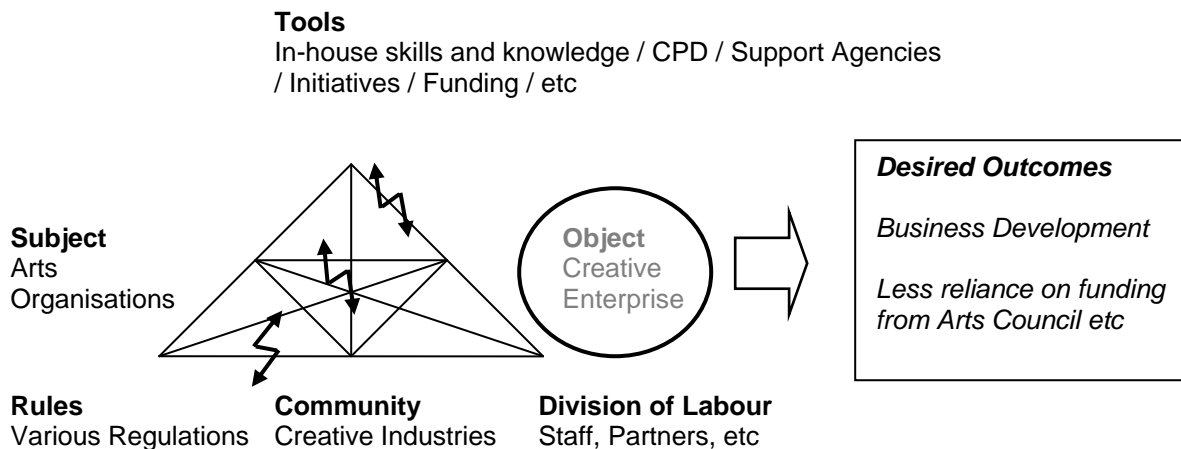 Tools
In-house skills and knowledge / CPD / Support Agencies
/ Initiatives / Funding / etc
Subject
Arts
Organisations
Object
Creative
Enterprise
Desired Outcomes
Business Development
Less reliance on funding
from Arts Council etc
Rules
Various Regulations
Community
Creative Industries
Division of Labour
Staff, Partners, etc